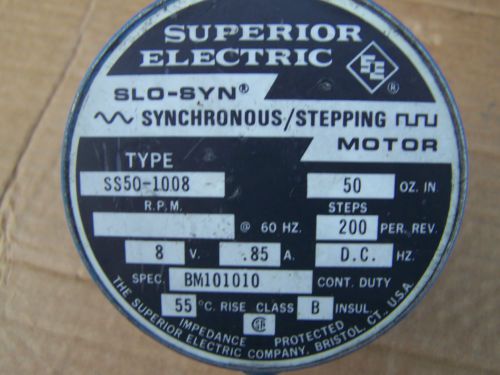 SUPERIOR
ELECTRIC
SE ®
SLO-SYN®
SYNCHRONOUS/STEPPING
MOTOR
TYPE
SS50-1008 50 OZ. IN
R.P.M. STEPS
@ 60 HZ. 200 PER. REV.
8 V. .85 A. D.C. HZ.
SPEC. BM101010 CONT. DUTY
55 °C. RISE CLASS B INSUL.
IMPEDANCE PROTECTED
THE SUPERIOR ELECTRIC COMPANY, BRISTOL, CT., U.S.A.